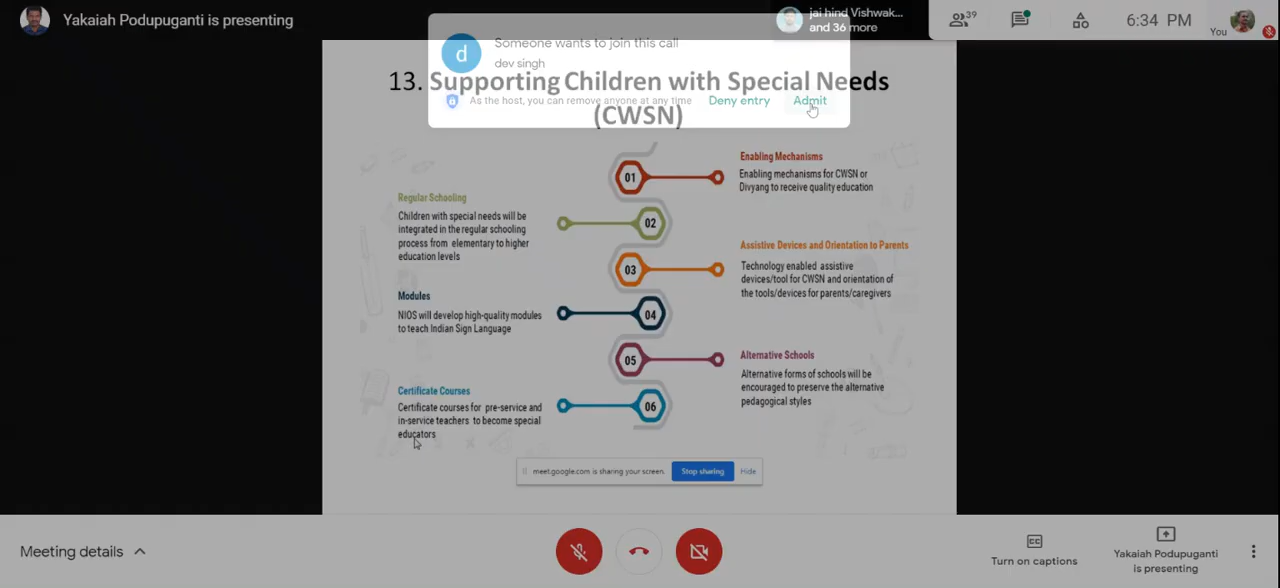 Yakaiah Podupuganti is presenting
jai hind Vishwak...
and 36 more
39
6:34 PM
You
d
Someone wants to join this call
dev singh
As the host, you can remove anyone at any time
Deny entry
Admit
13. Supporting Children with Special Needs
(CWSN)
01
Enabling Mechanisms
Enabling mechanisms for CWSN or
Divyang to receive quality education
Regular Schooling
Children with special needs will be
integrated in the regular schooling
process from elementary to higher
education levels
02
03
Assistive Devices and Orientation to Parents
Technology enabled assistive
devices/tool for CWSN and orientation of
the tools/devices for parents/caregivers
Modules
NIOS will develop high-quality modules
to teach Indian Sign Language
04
05
Alternative Schools
Alternative forms of schools will be
encouraged to preserve the alternative
pedagogical styles
Certificate Courses
Certificate courses for pre-service and
in-service teachers to become special
educators
06
meet.google.com is sharing your screen.
Stop sharing
Hide
Meeting details
CC
Turn on captions
Yakaiah Podupuganti
is presenting